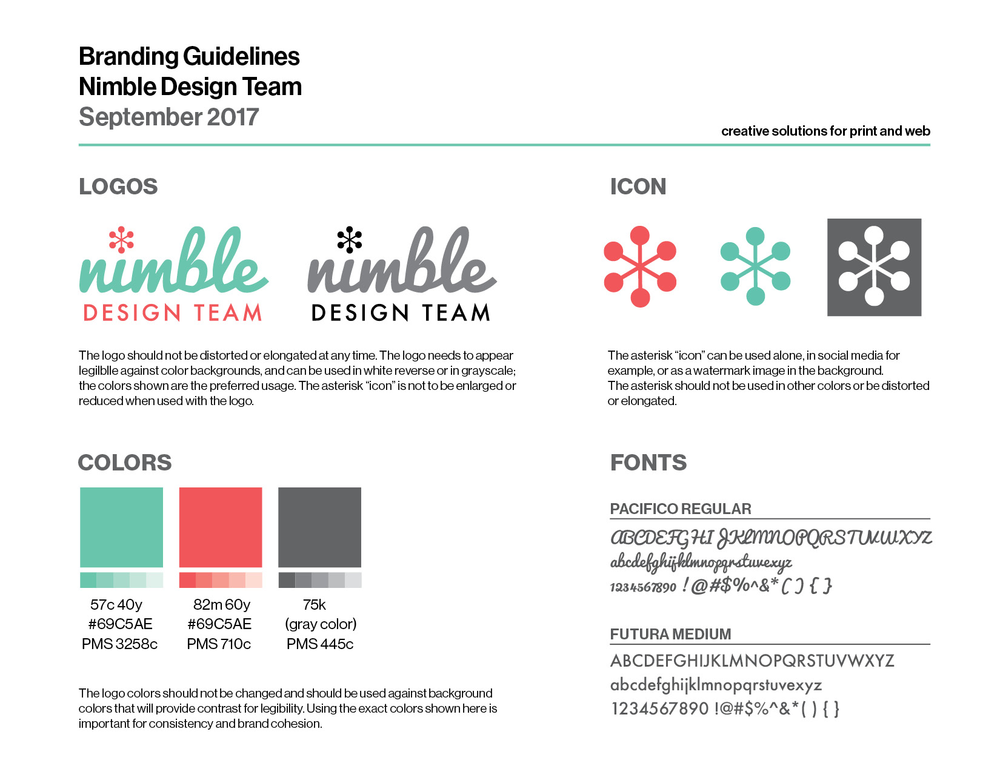 Branding Guidelines
Nimble Design Team
September 2017
creative solutions for print and web
LOGOS
nimble
DESIGN TEAM
nimble
DESIGN TEAM
The logo should not be distorted or elongated at any time. The logo needs to appear
legilblle against color backgrounds, and can be used in white reverse or in grayscale;
the colors shown are the preferred usage. The asterisk “icon” is not to be enlarged or
reduced when used with the logo.
ICON
The asterisk “icon” can be used alone, in social media for
example, or as a watermark image in the background.
The asterisk should not be used in other colors or be distorted
or elongated.
COLORS
57c 40y
#69C5AE
PMS 3258c
82m 60y
#69C5AE
PMS 710c
75k
(gray color)
PMS 445c
The logo colors should not be changed and should be used against background
colors that will provide contrast for legibility. Using the exact colors shown here is
important for consistency and brand cohesion.
FONTS
PACIFICO REGULAR
ABCDEFGHIJKLMNOPQRSTUVWXYZ
abcdefghijklmnopqrstuvexyz
1234567890 !@#$%^&*( ) { }
FUTURA MEDIUM
ABCDEFGHIJKLMNOPQRSTUVWXYZ
abcdefghijklmnopqrstuvexyz
1234567890 !@#$%^&*( ) { }